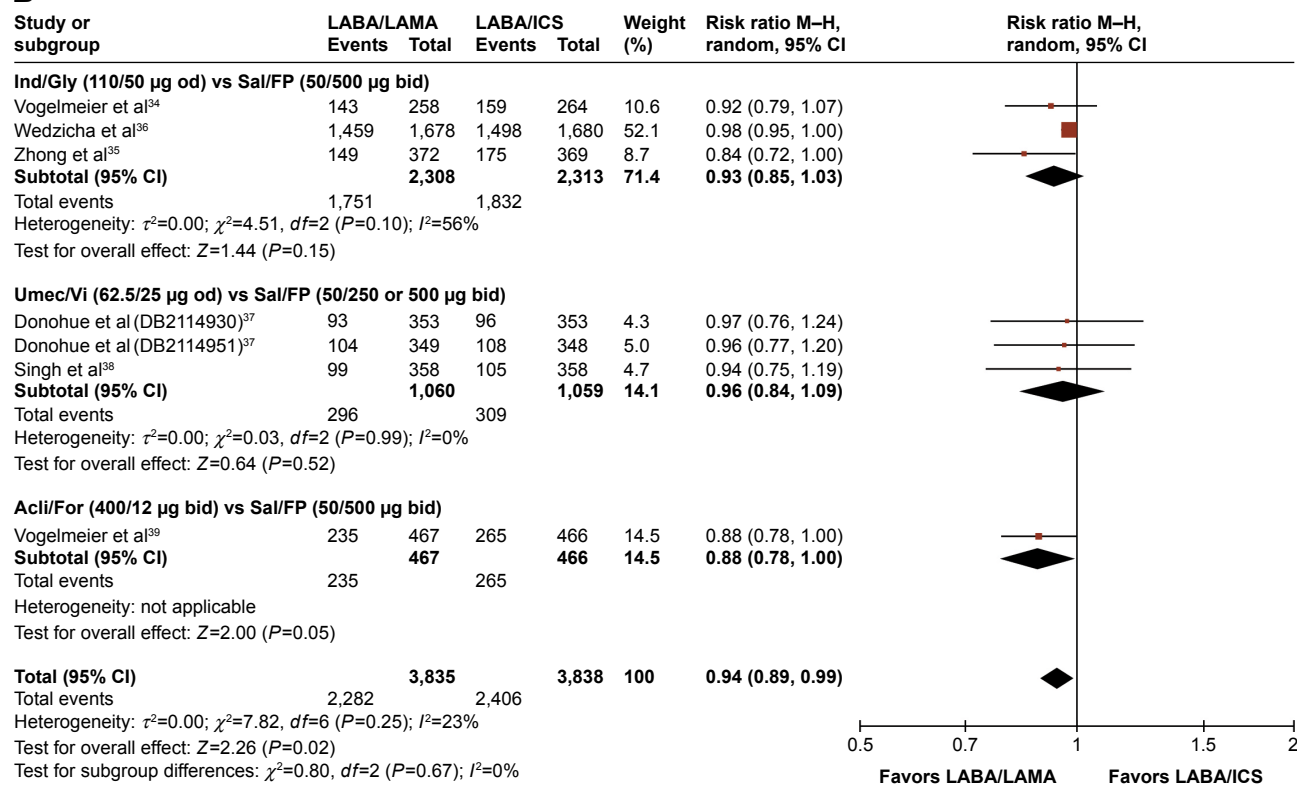 Study or subgroup LABA/LAMA LABA/ICS Weight (%) Risk ratio M–H, random, 95% CI Risk ratio M–H, random, 95% CI
Events Total Events Total
Ind/Gly (110/50 µg od) vs Sal/FP (50/500 µg bid)
Vogelmeier et al³⁴ 143 258 159 264 10.6 0.92 (0.79, 1.07)
Wedzicha et al³⁶ 1,459 1,678 1,498 1,680 52.1 0.98 (0.95, 1.00)
Zhong et al³⁵ 149 372 175 369 8.7 0.84 (0.72, 1.00)
Subtotal (95% CI) 2,308 2,313 71.4 0.93 (0.85, 1.03)
Total events 1,751 1,832
Heterogeneity: τ²=0.00; χ²=4.51, df=2 (P=0.10); I²=56%
Test for overall effect: Z=1.44 (P=0.15)
Umec/Vi (62.5/25 µg od) vs Sal/FP (50/250 or 500 µg bid)
Donohue et al (DB2114930)³⁷ 93 353 96 353 4.3 0.97 (0.76, 1.24)
Donohue et al (DB2114951)³⁷ 104 349 108 348 5.0 0.96 (0.77, 1.20)
Singh et al³⁸ 99 358 105 358 4.7 0.94 (0.75, 1.19)
Subtotal (95% CI) 1,060 1,059 14.1 0.96 (0.84, 1.09)
Total events 296 309
Heterogeneity: τ²=0.00; χ²=0.03, df=2 (P=0.99); I²=0%
Test for overall effect: Z=0.64 (P=0.52)
Acli/For (400/12 µg bid) vs Sal/FP (50/500 µg bid)
Vogelmeier et al³⁹ 235 467 265 466 14.5 0.88 (0.78, 1.00)
Subtotal (95% CI) 467 466 14.5 0.88 (0.78, 1.00)
Total events 235 265
Heterogeneity: not applicable
Test for overall effect: Z=2.00 (P=0.05)
Total (95% CI) 3,835 3,838 100 0.94 (0.89, 0.99)
Total events 2,282 2,406
Heterogeneity: τ²=0.00; χ²=7.82, df=6 (P=0.25); I²=23%
Test for overall effect: Z=2.26 (P=0.02)
Test for subgroup differences: χ²=0.80, df=2 (P=0.67); I²=0%
0.5 0.7 1 1.5 2
Favors LABA/LAMA Favors LABA/ICS